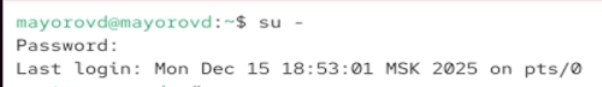 mayorovd@mayorovd:~$ su -
Password:
Last login: Mon Dec 15 18:53:01 MSK 2025 on pts/0